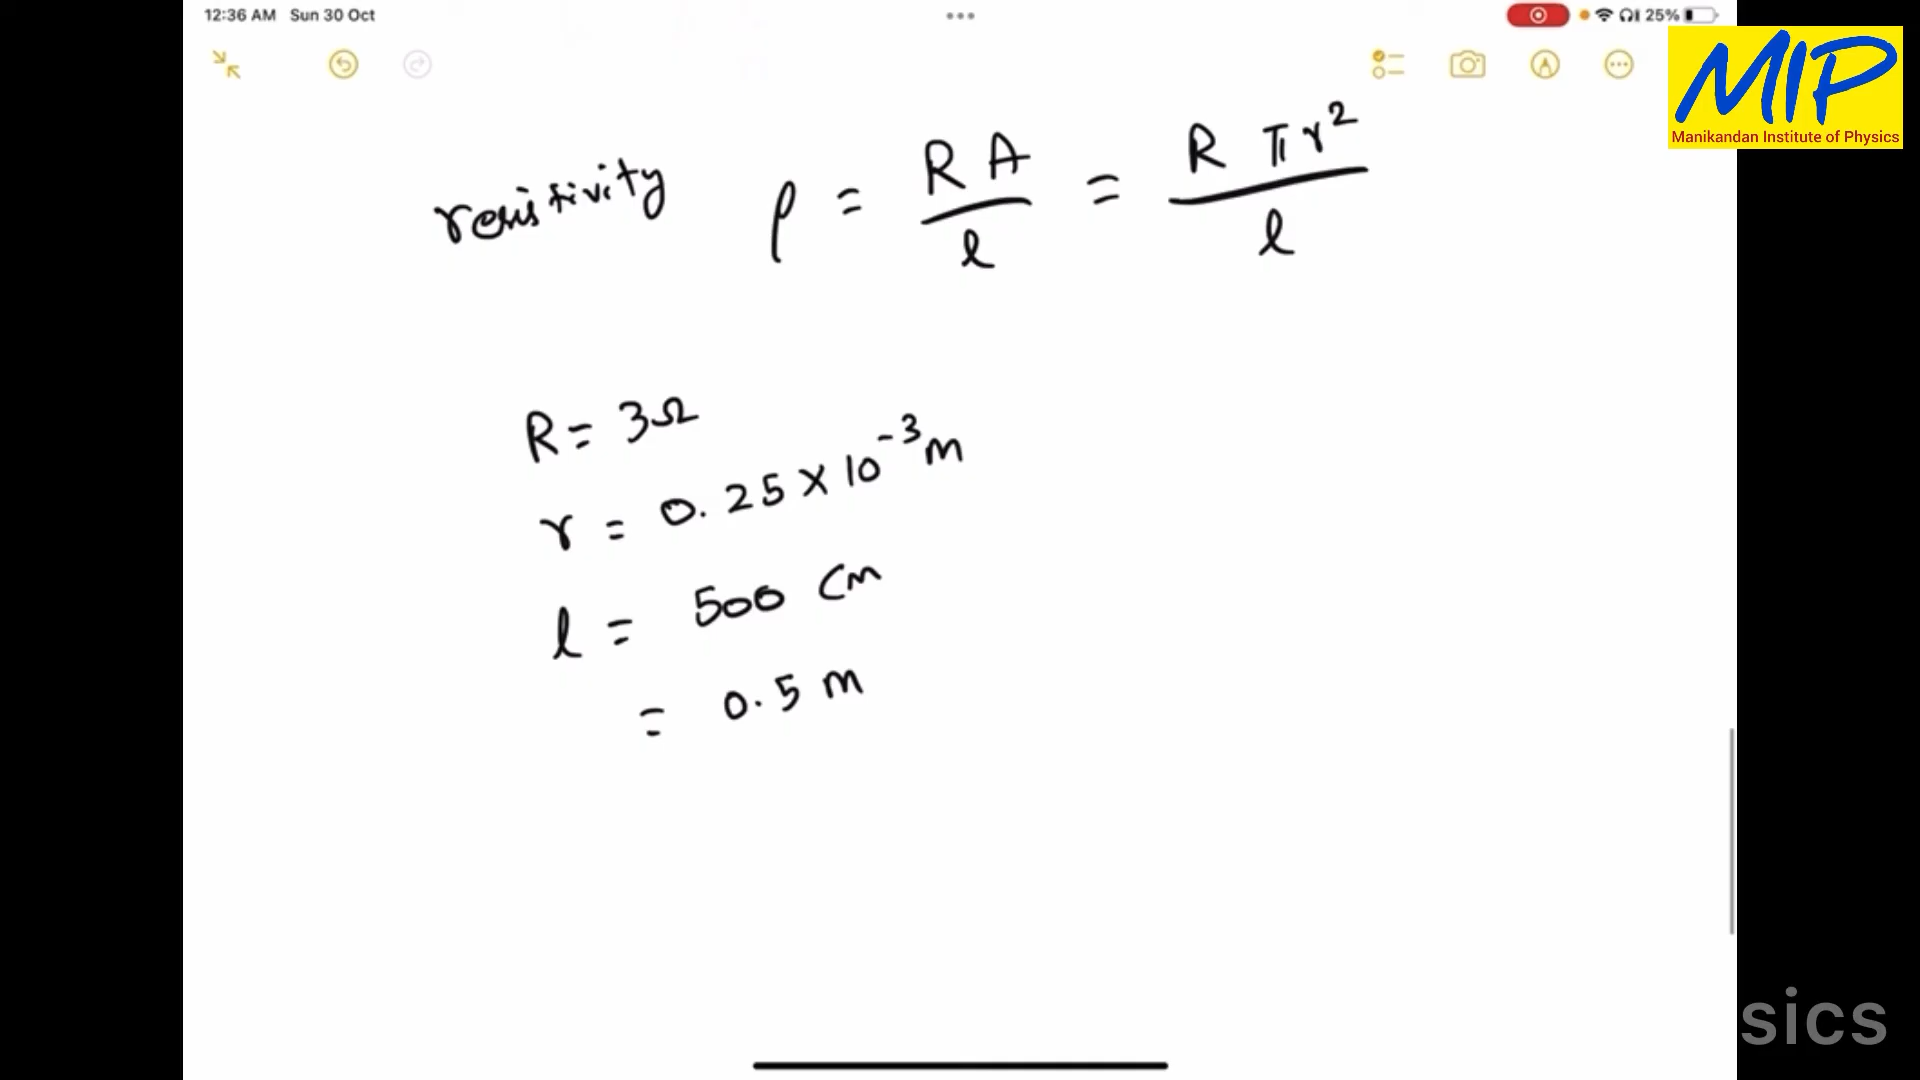 12:36 AM Sun 30 Oct
25%
MIP
Manikandan Institute of Physics
resistivity ρ = RA/l = Rπr²/l
R = 3Ω
r = 0.25 × 10⁻³ m
l = 500 cm
= 0.5 m
sics